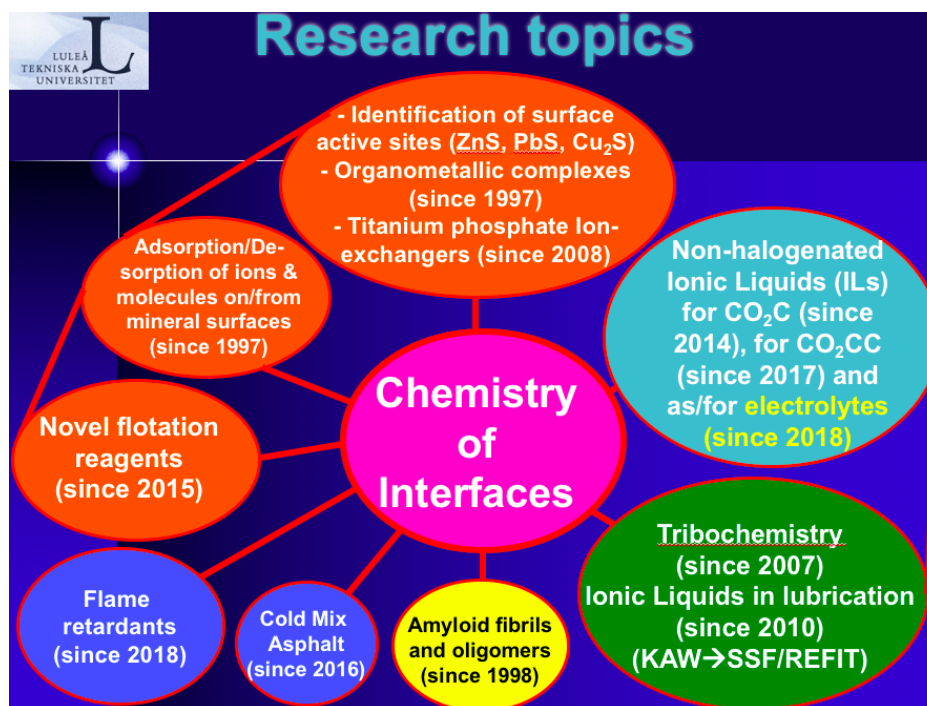 LULEÅ
TEKNISKA
UNIVERSITET
Research topics
- Identification of surface
active sites (ZnS, PbS, Cu₂S)
- Organometallic complexes
(since 1997)
- Titanium phosphate Ion-
exchangers (since 2008)
Adsorption/De-
sorption of ions &
molecules on/from
mineral surfaces
(since 1997)
Non-halogenated
Ionic Liquids (ILs)
for CO₂C (since
2014), for CO₂CC
(since 2017) and
as/for electrolytes
(since 2018)
Chemistry
of
Interfaces
Novel flotation
reagents
(since 2015)
Tribochemistry
(since 2007)
Ionic Liquids in lubrication
(since 2010)
(KAW→SSF/REFIT)
Flame
retardants
(since 2018)
Cold Mix
Asphalt
(since 2016)
Amyloid fibrils
and oligomers
(since 1998)